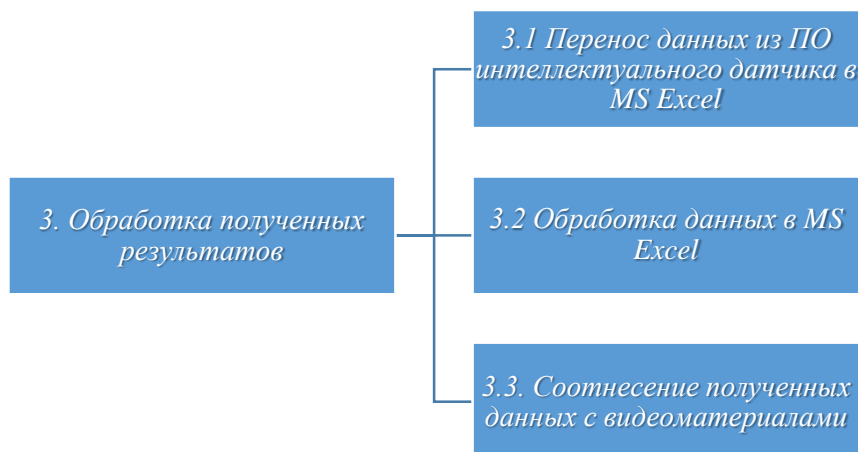 3.1 Перенос данных из ПО
интеллектуального датчика в
MS Excel
3. Обработка полученных
результатов
3.2 Обработка данных в MS
Excel
3.3. Соотнесение полученных
данных с видеоматериалами